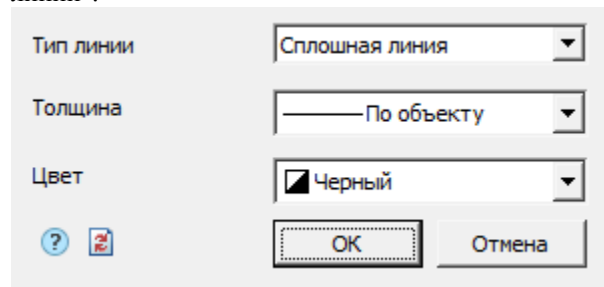 Тип линии Сплошная линия
Толщина По объекту
Цвет Черный
? ОК Отмена